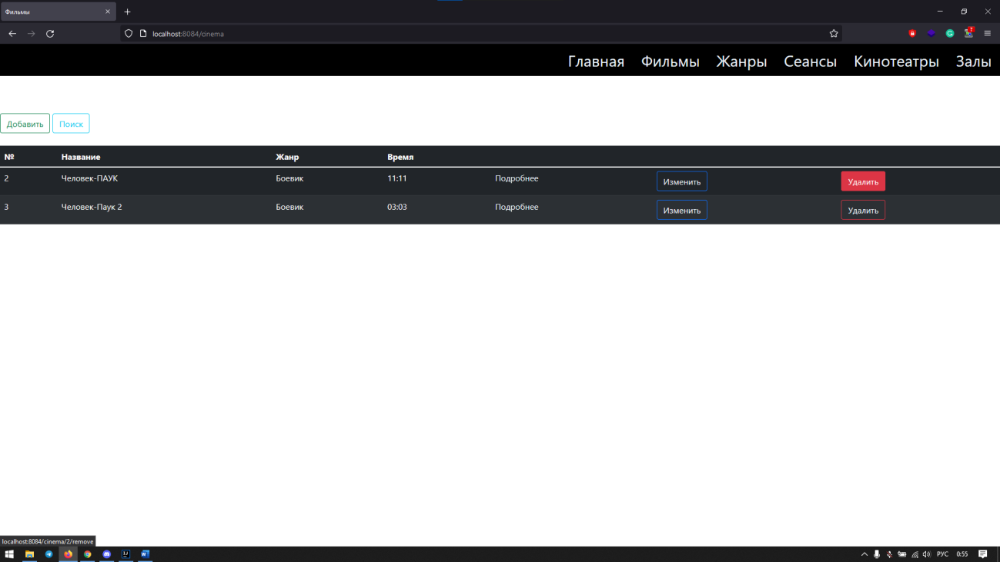 Фильмы
localhost:8084/cinema
Главная Фильмы Жанры Сеансы Кинотеатры Залы
Добавить Поиск
№ Название Жанр Время
2 Человек-ПАУК Боевик 11:11 Подробнее Изменить Удалить
3 Человек-Паук 2 Боевик 03:03 Подробнее Изменить Удалить
localhost:8084/cinema/2/remove
РУС 0:55